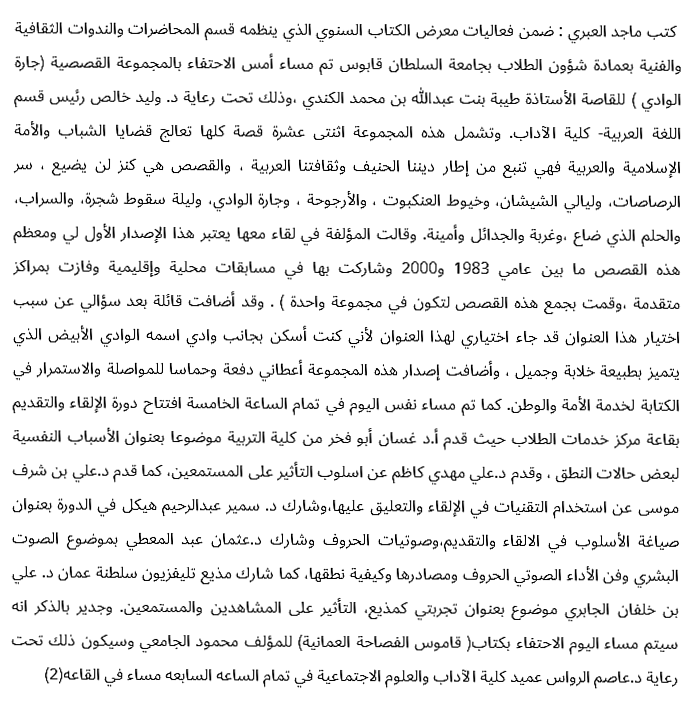 كتب ماجد العبري : ضمن فعاليات معرض الكتاب السنوي الذي ينظمه قسم المحاضرات والندوات الثقافية
والفنية بعمادة شؤون الطلاب بجامعة السلطان قابوس تم مساء أمس الاحتفاء بالمجموعة القصصية (جارة
الوادي ) للقاصة الأستاذة طيبة بنت عبدالله بن محمد الكندي ،وذلك تحت رعاية د. وليد خالص رئيس قسم
اللغة العربية- كلية الآداب. وتشمل هذه المجموعة اثنتى عشرة قصة كلها تعالج قضايا الشباب والأمة
الإسلامية والعربية فهي تنبع من إطار ديننا الحنيف وثقافتنا العربية ، والقصص هي كنز لن يضيع ، سر
الرصاصات، وليالي الشيشان، وخيوط العنكبوت ، والأرجوحة ، وجارة الوادي، وليلة سقوط شجرة، والسراب،
والحلم الذي ضاع ،وغربة والجدائل وأمينة. وقالت المؤلفة في لقاء معها يعتبر هذا الإصدار الأول لي ومعظم
هذه القصص ما بين عامي 1983 و2000 وشاركت بها في مسابقات محلية وإقليمية وفازت بمراكز
متقدمة ،وقمت بجمع هذه القصص لتكون في مجموعة واحدة ) . وقد أضافت قائلة بعد سؤالي عن سبب
اختيار هذا العنوان قد جاء اختياري لهذا العنوان لأني كنت أسكن بجانب وادي اسمه الوادي الأبيض الذي
يتميز بطبيعة خلابة وجميل ، وأضافت إصدار هذه المجموعة أعطاني دفعة وحماسا للمواصلة والاستمرار في
الكتابة لخدمة الأمة والوطن. كما تم مساء نفس اليوم في تمام الساعة الخامسة افتتاح دورة الإلقاء والتقديم
بقاعة مركز خدمات الطلاب حيث قدم أ.د غسان أبو فخر من كلية التربية موضوعا بعنوان الأسباب النفسية
لبعض حالات النطق ، وقدم د.علي مهدي كاظم عن اسلوب التأثير على المستمعين، كما قدم د.علي بن شرف
موسى عن استخدام التقنيات في الإلقاء والتعليق عليها،وشارك د. سمير عبدالرحيم هيكل في الدورة بعنوان
صياغة الأسلوب في الالقاء والتقديم،وصوتيات الحروف وشارك د.عثمان عبد المعطي بموضوع الصوت
البشري وفن الأداء الصوتي الحروف ومصادرها وكيفية نطقها، كما شارك مذيع تليفزيون سلطنة عمان د. علي
بن خلفان الجابري موضوع بعنوان تجربتي كمذيع، التأثير على المشاهدين والمستمعين. وجدير بالذكر انه
سيتم مساء اليوم الاحتفاء بكتاب( قاموس الفصاحة العمانية) للمؤلف محمود الجامعي وسيكون ذلك تحت
رعاية د.عاصم الرواس عميد كلية الآداب والعلوم الاجتماعية في تمام الساعه السابعه مساء في القاعه(2)